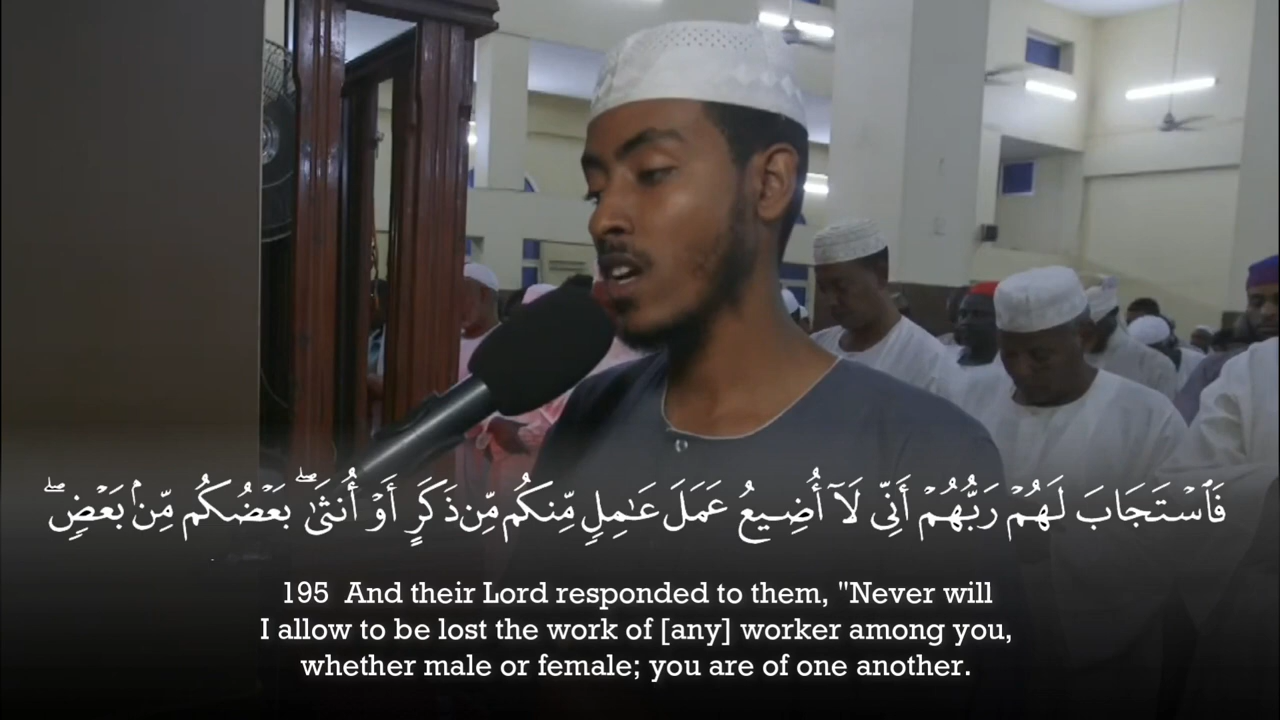 فَٱسْتَجَابَ لَهُمْ رَبُّهُمْ أَنِّى لَآ أُضِيعُ عَمَلَ عَـٰمِلٍ مِّنكُم مِّن ذَكَرٍ أَوْ أُنثَىٰ ۖ بَعْضُكُم مِّنۢ بَعْضٍ ۖ
195 And their Lord responded to them, "Never will
I allow to be lost the work of [any] worker among you,
whether male or female; you are of one another.